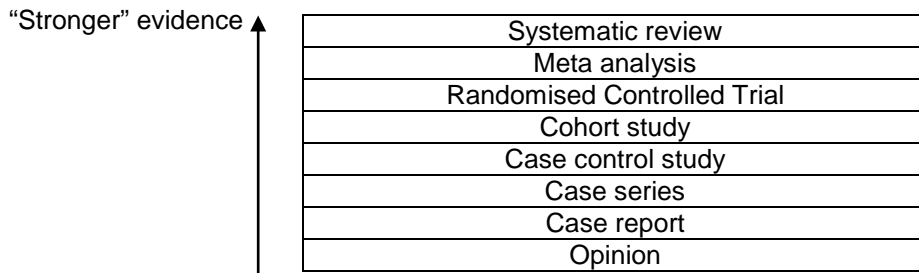 “Stronger” evidence
Systematic review
Meta analysis
Randomised Controlled Trial
Cohort study
Case control study
Case series
Case report
Opinion